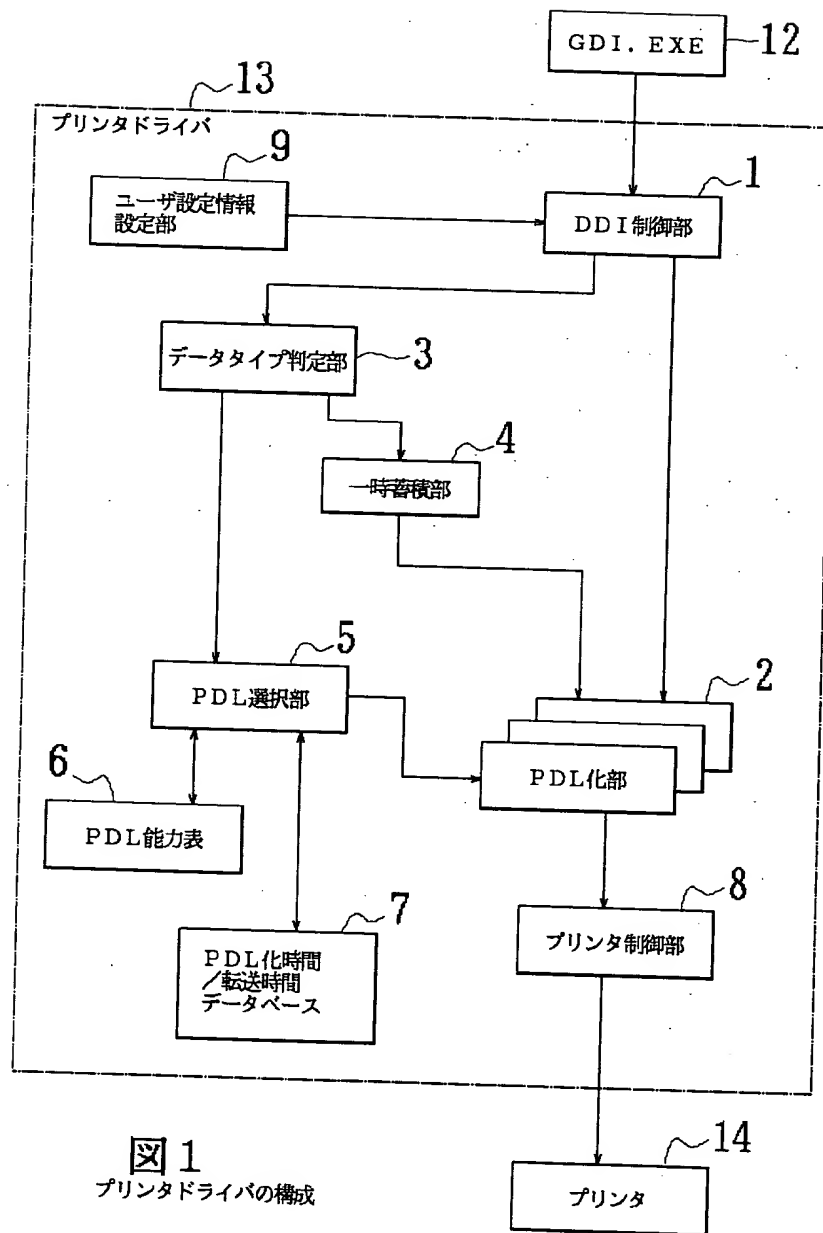 GDI.EXE
12
13
プリンタドライバ
9
ユーザ設定情報
設定部
1
DDI制御部
データタイプ判定部
3
4
一時蓄積部
5
PDL選択部
2
PDL化部
6
PDL能力表
7
PDL化時間
/転送時間
データベース
8
プリンタ制御部
図1
プリンタドライバの構成
14
プリンタ